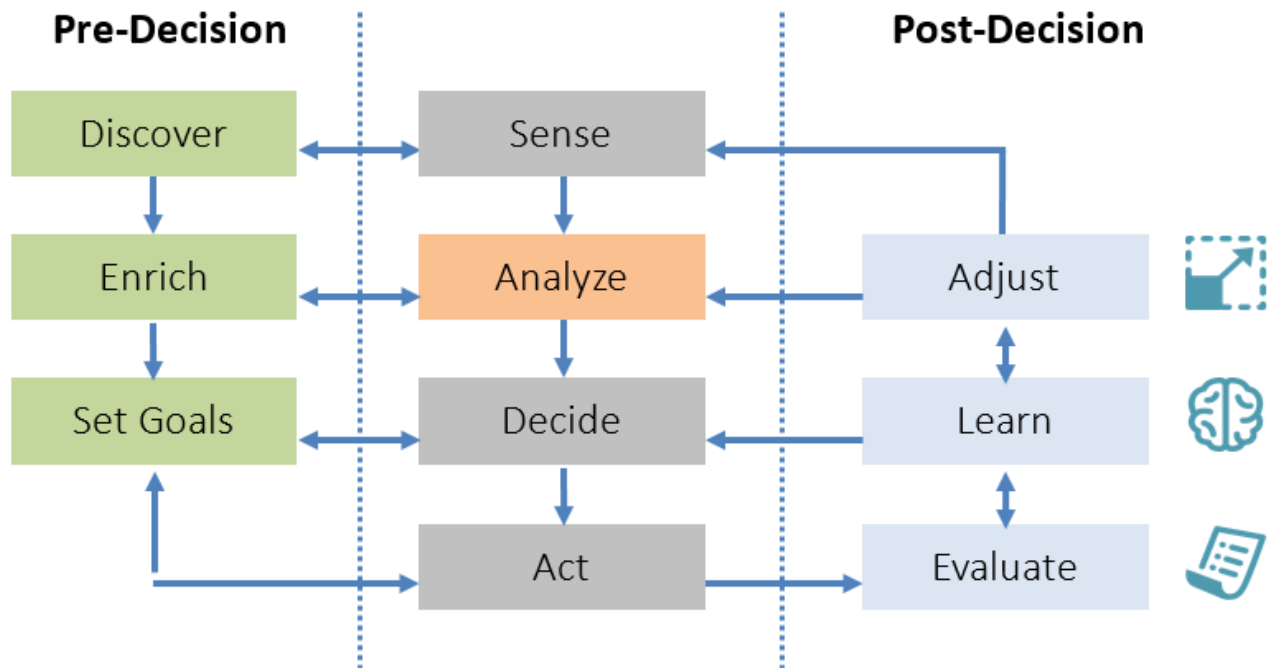 Pre-Decision
Post-Decision
Discover
Sense
Enrich
Analyze
Adjust
Set Goals
Decide
Learn
Act
Evaluate